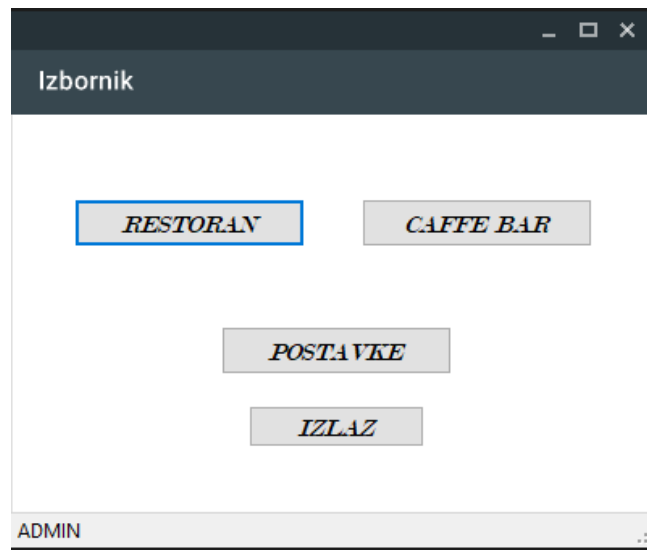 Izbornik
RESTORAN
CAFFE BAR
POSTAVKE
IZLAZ
ADMIN